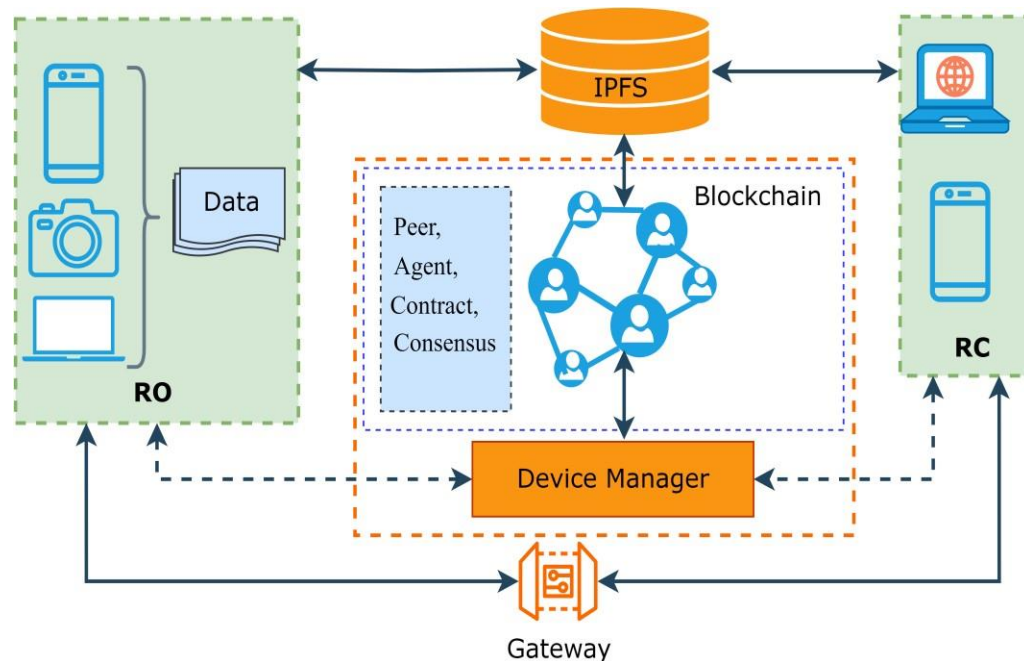 IPFS
Data
RO
Blockchain
Peer,
Agent,
Contract,
Consensus
RC
Device Manager
Gateway